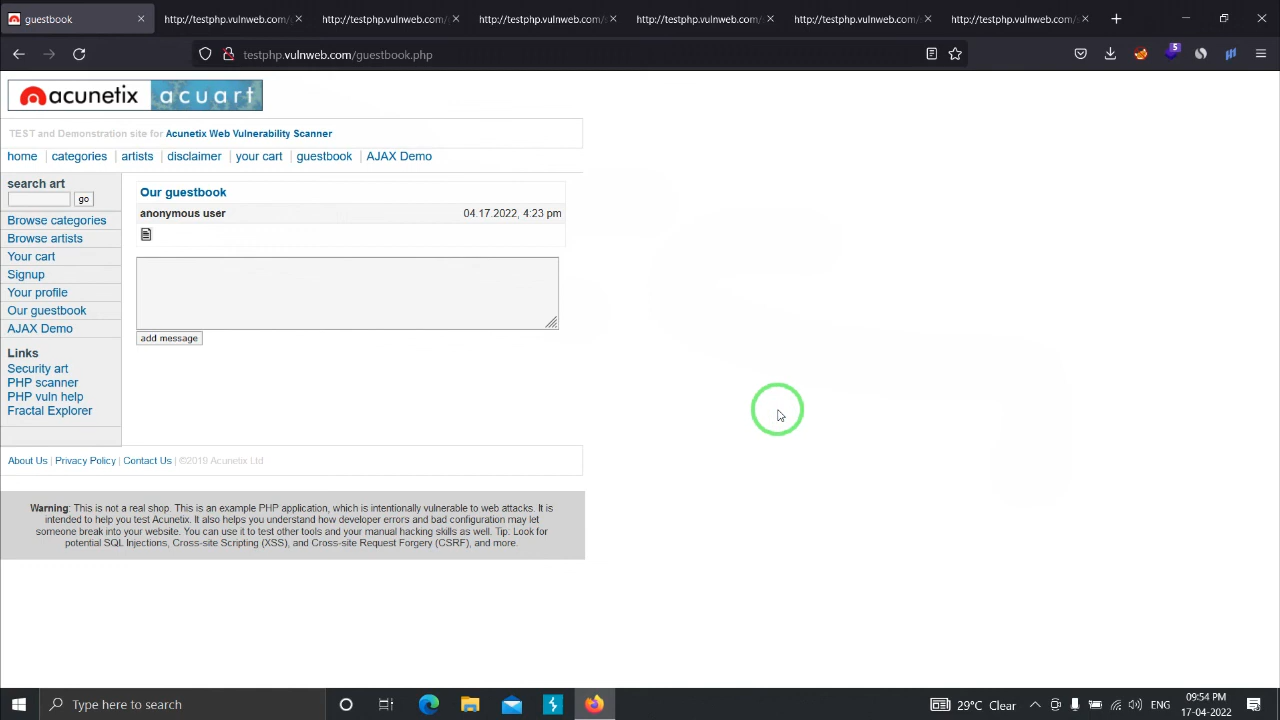 guestbook
http://testphp.vulnweb.com/
http://testphp.vulnweb.com
http://testphp.vulnweb.com/
http://testphp.vulnweb.com/
http://testphp.vulnweb.com/
http://testphp.vulnweb.com/
testphp.vulnweb.com/guestbook.php
5
acunetix acuart
TEST and Demonstration site for Acunetix Web Vulnerability Scanner
home | categories | artists | disclaimer | your cart | guestbook | AJAX Demo
search art
go
Browse categories
Browse artists
Your cart
Signup
Your profile
Our guestbook
AJAX Demo
Links
Security art
PHP scanner
PHP vuln help
Fractal Explorer
Our guestbook
anonymous user 04.17.2022, 4:23 pm
add message
About Us | Privacy Policy | Contact Us | ©2019 Acunetix Ltd
Warning: This is not a real shop. This is an example PHP application, which is intentionally vulnerable to web attacks. It is
intended to help you test Acunetix. It also helps you understand how developer errors and bad configuration may let
someone break into your website. You can use it to test other tools and your manual hacking skills as well. Tip: Look for
potential SQL Injections, Cross-site Scripting (XSS), and Cross-site Request Forgery (CSRF), and more.
Type here to search
29°C Clear
ENG
09:54 PM
17-04-2022